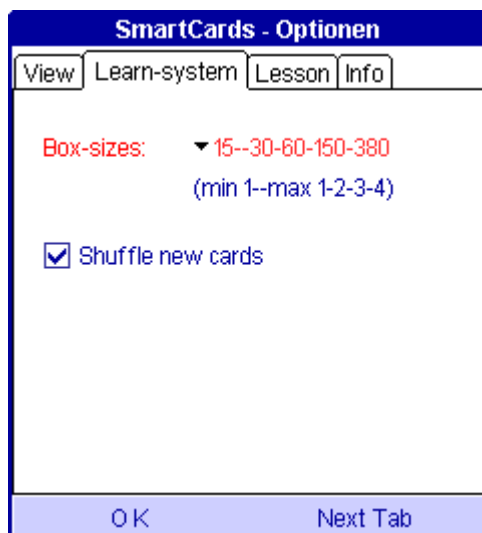 SmartCards - Optionen
View Learn-system Lesson Info
Box-sizes: 15--30-60-150-380
(min 1--max 1-2-3-4)
Shuffle new cards
OK Next Tab